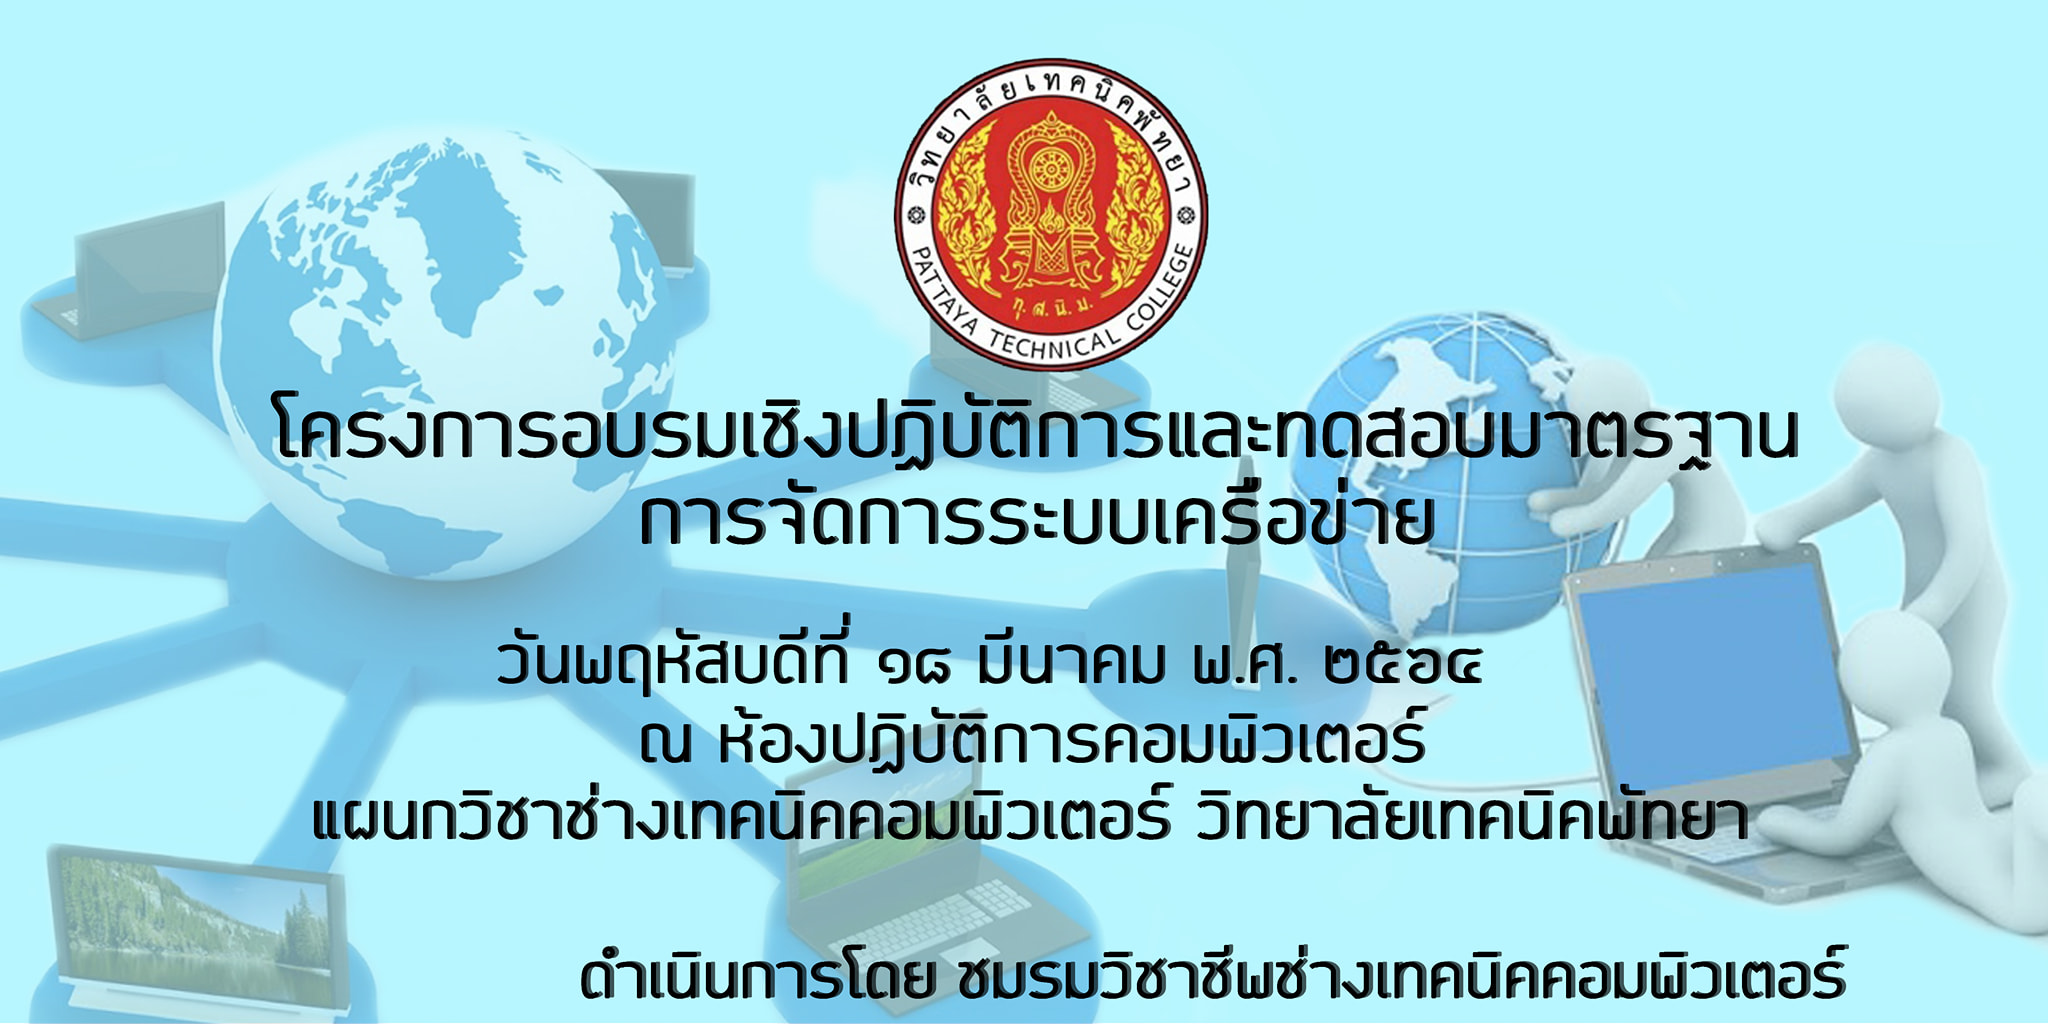 วิทยาลัยเทคนิคพัทยา
ทุ. ส. นิ. ม.
PATTAYA TECHNICAL COLLEGE
โครงการอบรมเชิงปฏิบัติการและทดสอบมาตรฐาน
การจัดการระบบเครือข่าย
วันพฤหัสบดีที่ ๑๘ มีนาคม พ.ศ. ๒๕๖๔
ณ ห้องปฏิบัติการคอมพิวเตอร์
แผนกวิชาช่างเทคนิคคอมพิวเตอร์ วิทยาลัยเทคนิคพัทยา
ดำเนินการโดย ชมรมวิชาชีพช่างเทคนิคคอมพิวเตอร์